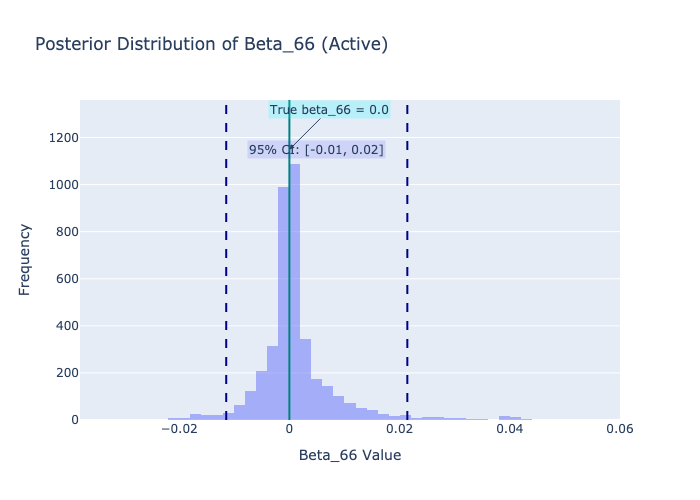 Posterior Distribution of Beta_66 (Active)
True beta_66 = 0.0
95% CI: [-0.01, 0.02]
1200
1000
800
600
400
200
0
Frequency
−0.02
0
0.02
0.04
0.06
Beta_66 Value